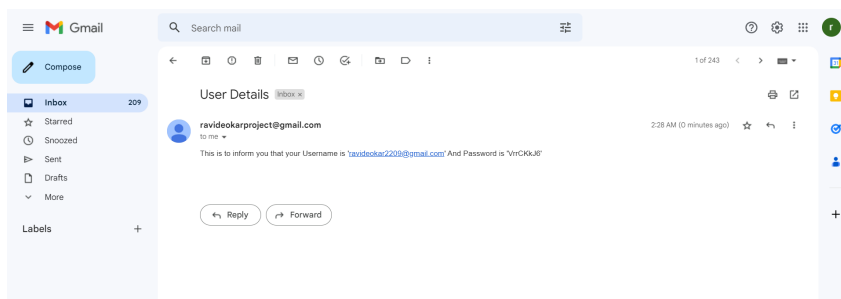 Gmail
Search mail
r
Compose
1 of 243
31
Inbox 209
Starred
Snoozed
Sent
Drafts
More
Labels +
User Details Inbox ×
ravideokarproject@gmail.com
2:28 AM (0 minutes ago)
to me
This is to inform you that your Username is 'ravideokar2209@gmail.com' And Password is 'VrrCKkJ6'
Reply
Forward